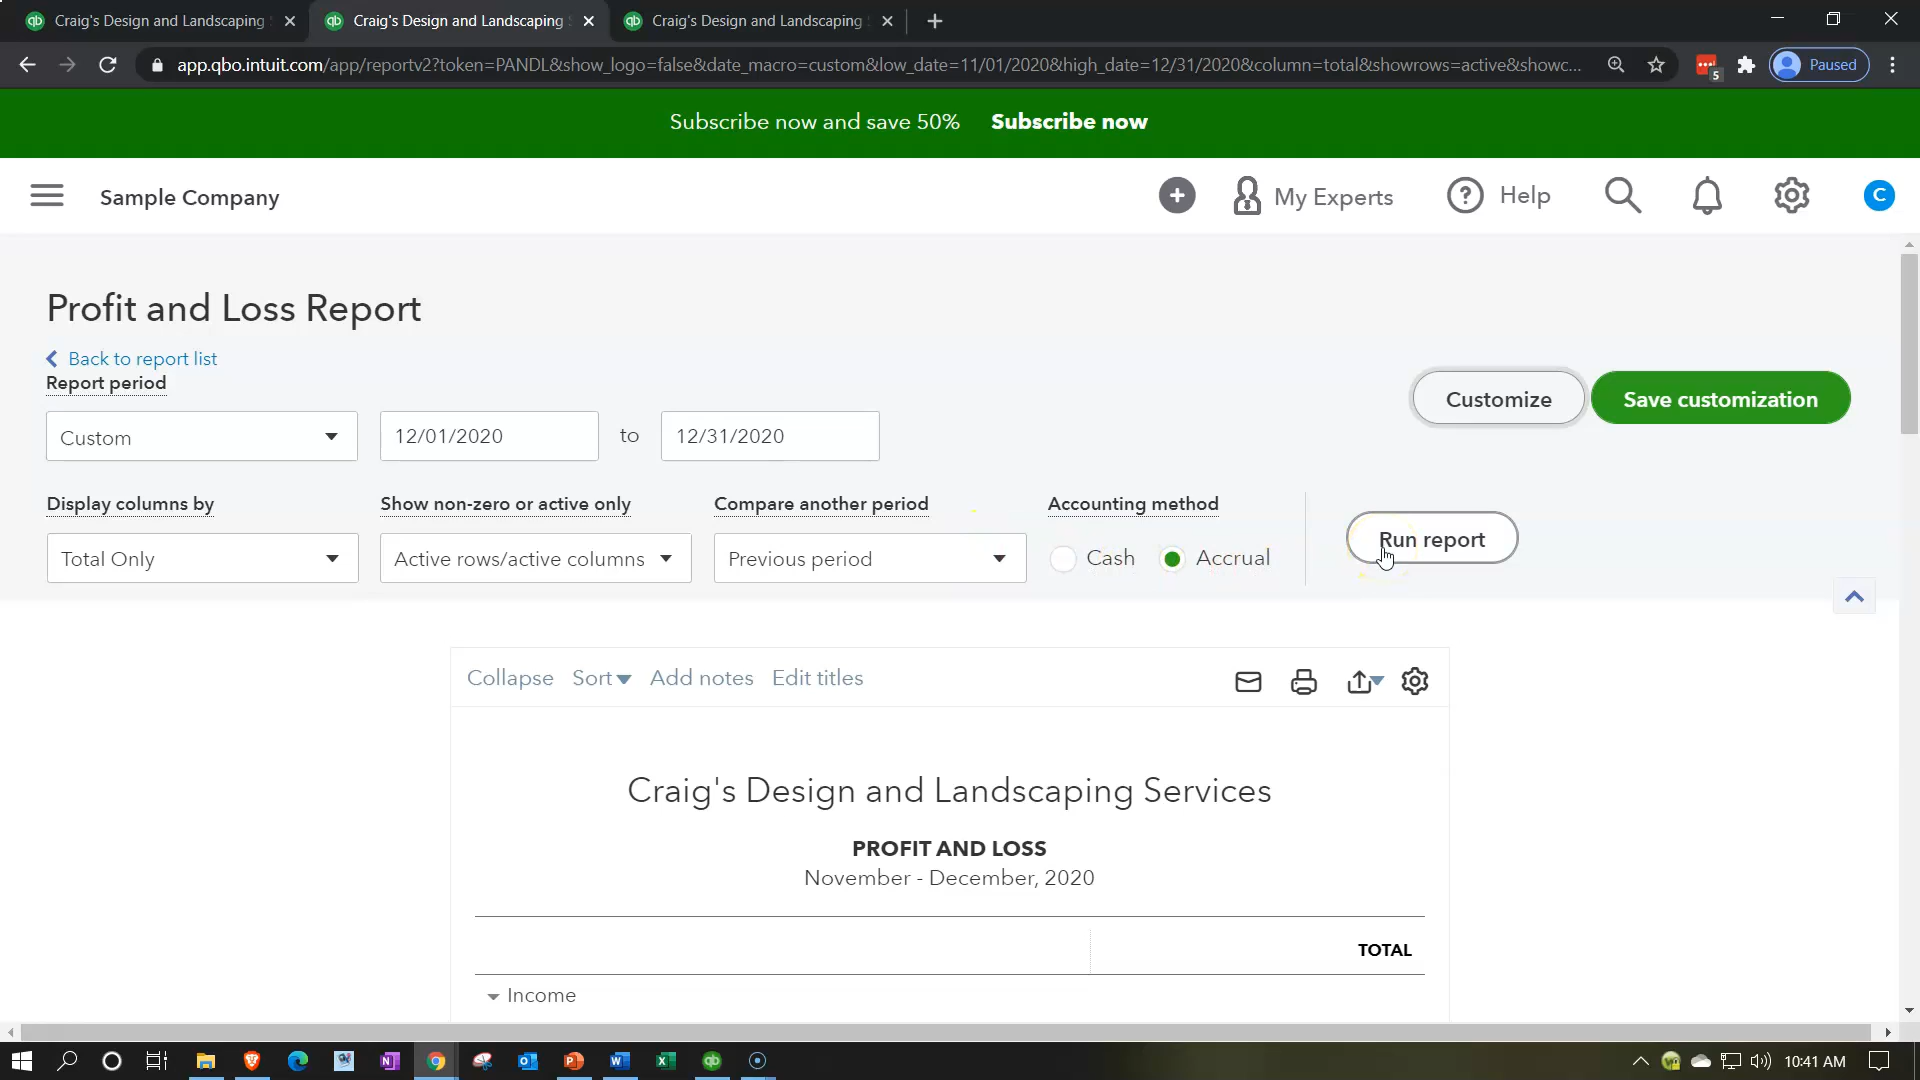 Craig's Design and Landscaping
Craig's Design and Landscaping
Craig's Design and Landscaping
app.qbo.intuit.com/app/reportv2?token=PANDL&show_logo=false&date_macro=custom&low_date=11/01/2020&high_date=12/31/2020&column=total&showrows=active&showc...
5
Paused
Subscribe now and save 50% Subscribe now
Sample Company
My Experts
Help
C
Profit and Loss Report
Back to report list
Report period
Customize
Save customization
Custom
12/01/2020
to
12/31/2020
Display columns by
Show non-zero or active only
Compare another period
Accounting method
Total Only
Active rows/active columns
Previous period
Cash
Accrual
Run report
Collapse Sort Add notes Edit titles
Craig's Design and Landscaping Services
PROFIT AND LOSS
November - December, 2020
TOTAL
Income
10:41 AM